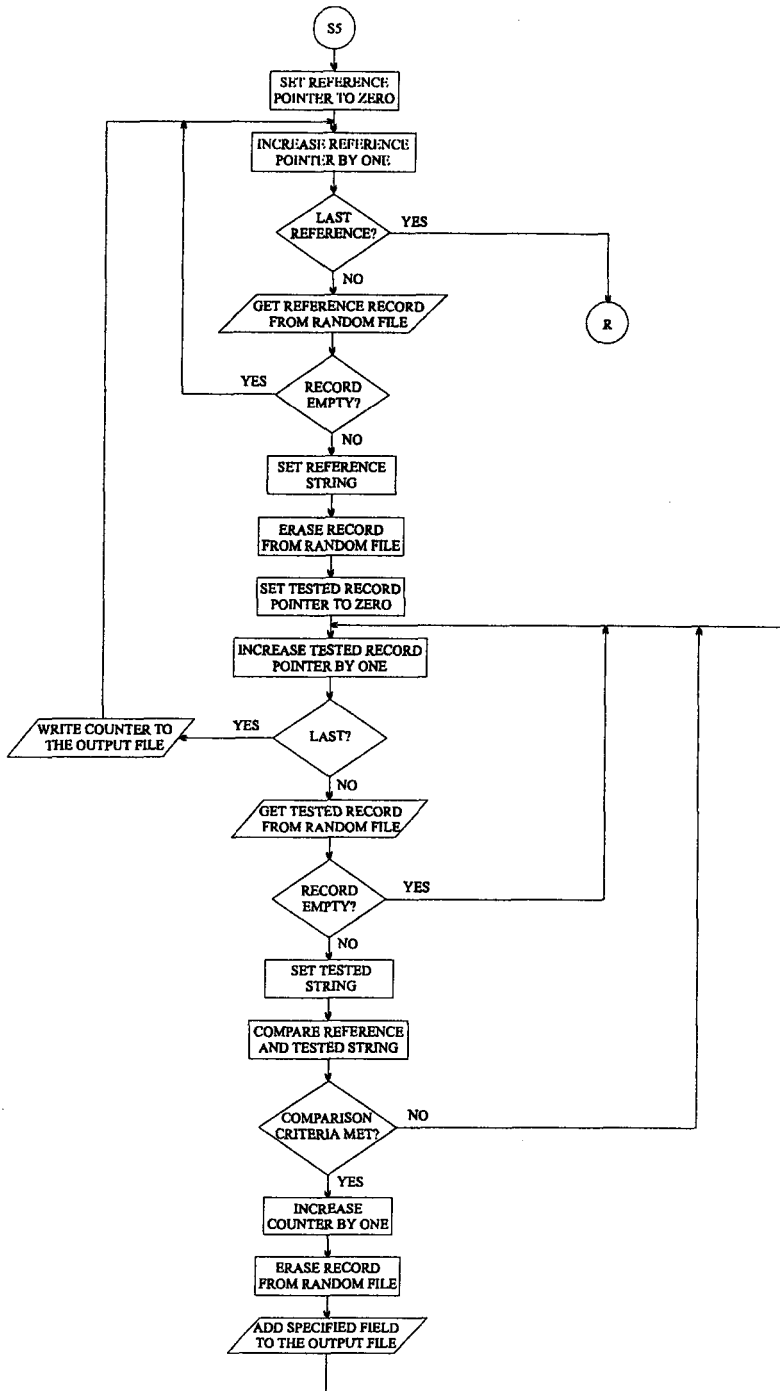 S5
SET REFERENCE
POINTER TO ZERO
INCREASE REFERENCE
POINTER BY ONE
LAST
REFERENCE?
YES
NO
R
GET REFERENCE RECORD
FROM RANDOM FILE
RECORD
EMPTY?
YES
NO
SET REFERENCE
STRING
ERASE RECORD
FROM RANDOM FILE
SET TESTED RECORD
POINTER TO ZERO
INCREASE TESTED RECORD
POINTER BY ONE
LAST?
YES
WRITE COUNTER TO
THE OUTPUT FILE
NO
GET TESTED RECORD
FROM RANDOM FILE
RECORD
EMPTY?
YES
NO
SET TESTED
STRING
COMPARE REFERENCE
AND TESTED STRING
COMPARISON
CRITERIA MET?
NO
YES
INCREASE
COUNTER BY ONE
ERASE RECORD
FROM RANDOM FILE
ADD SPECIFIED FIELD
TO THE OUTPUT FILE